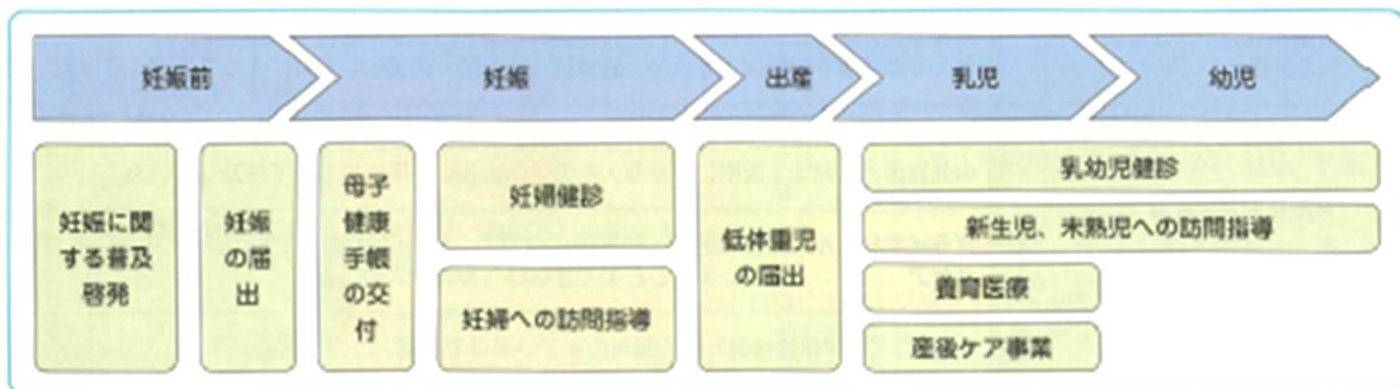 妊娠前
妊娠
出産
乳児
幼児
妊娠に関
する普及
啓発
妊娠
の届
出
母子
健康
手帳
の交
付
妊婦健診
妊婦への訪問指導
低体重児
の届出
乳幼児健診
新生児、未熟児への訪問指導
養育医療
産後ケア事業